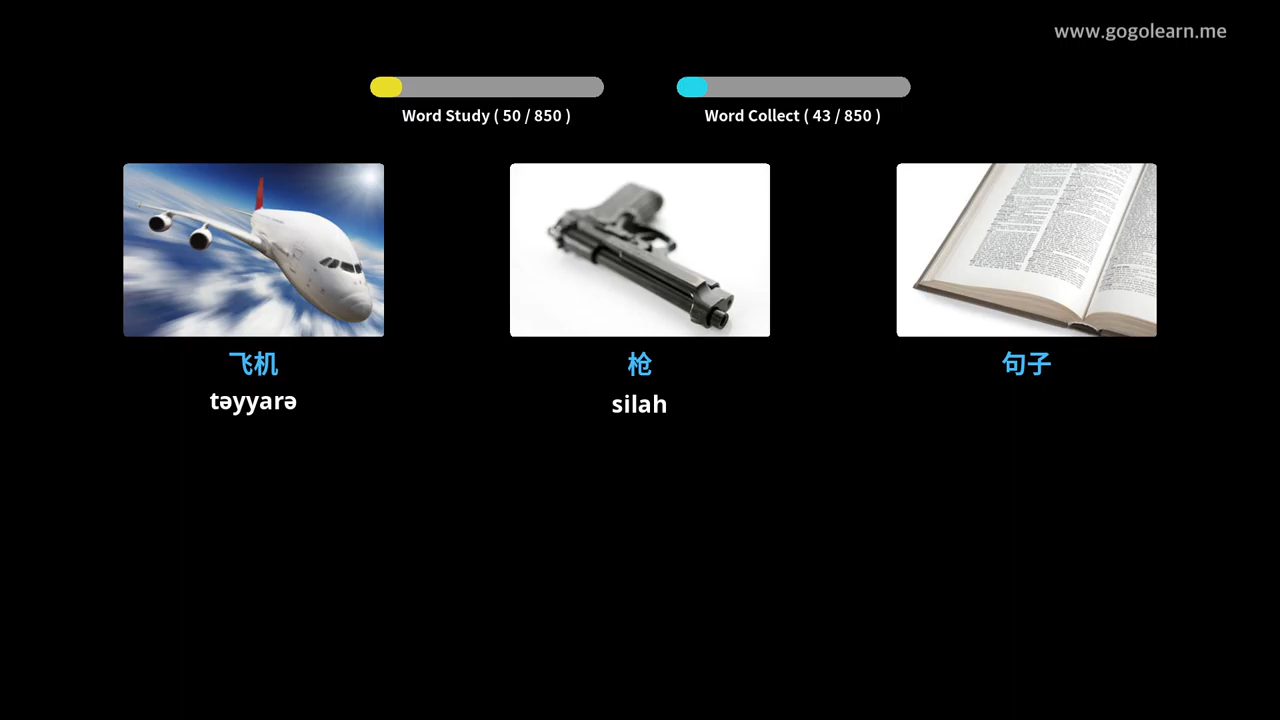 www.gogolearn.me
Word Study ( 50 / 850 )
Word Collect ( 43 / 850 )
飞机
枪
句子
təyyarə
silah